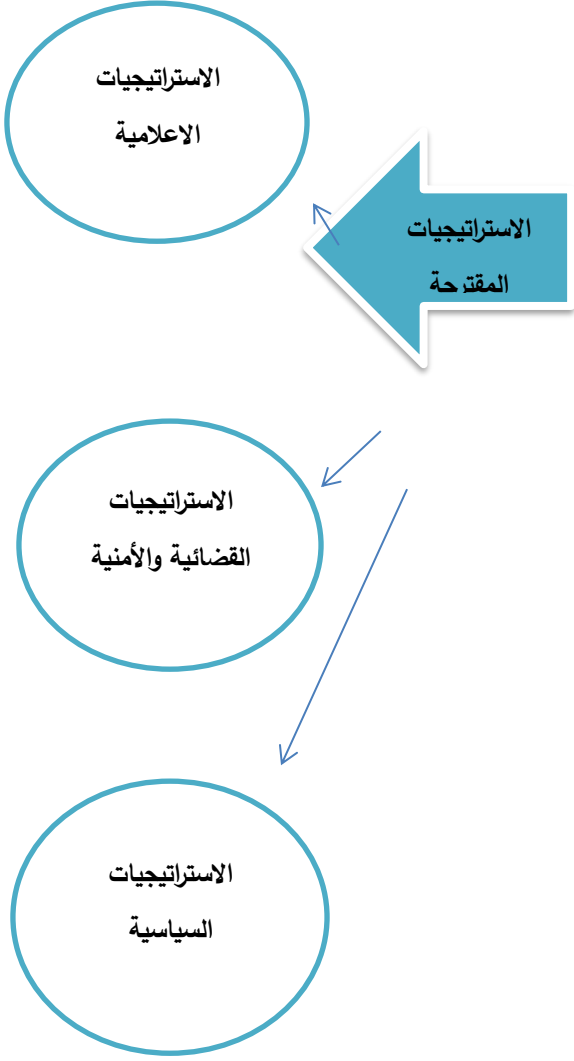 الاستراتيجيات
الاعلامية
الاستراتيجيات
المقترحة
الاستراتيجيات
القضائية والأمنية
الاستراتيجيات
السياسية